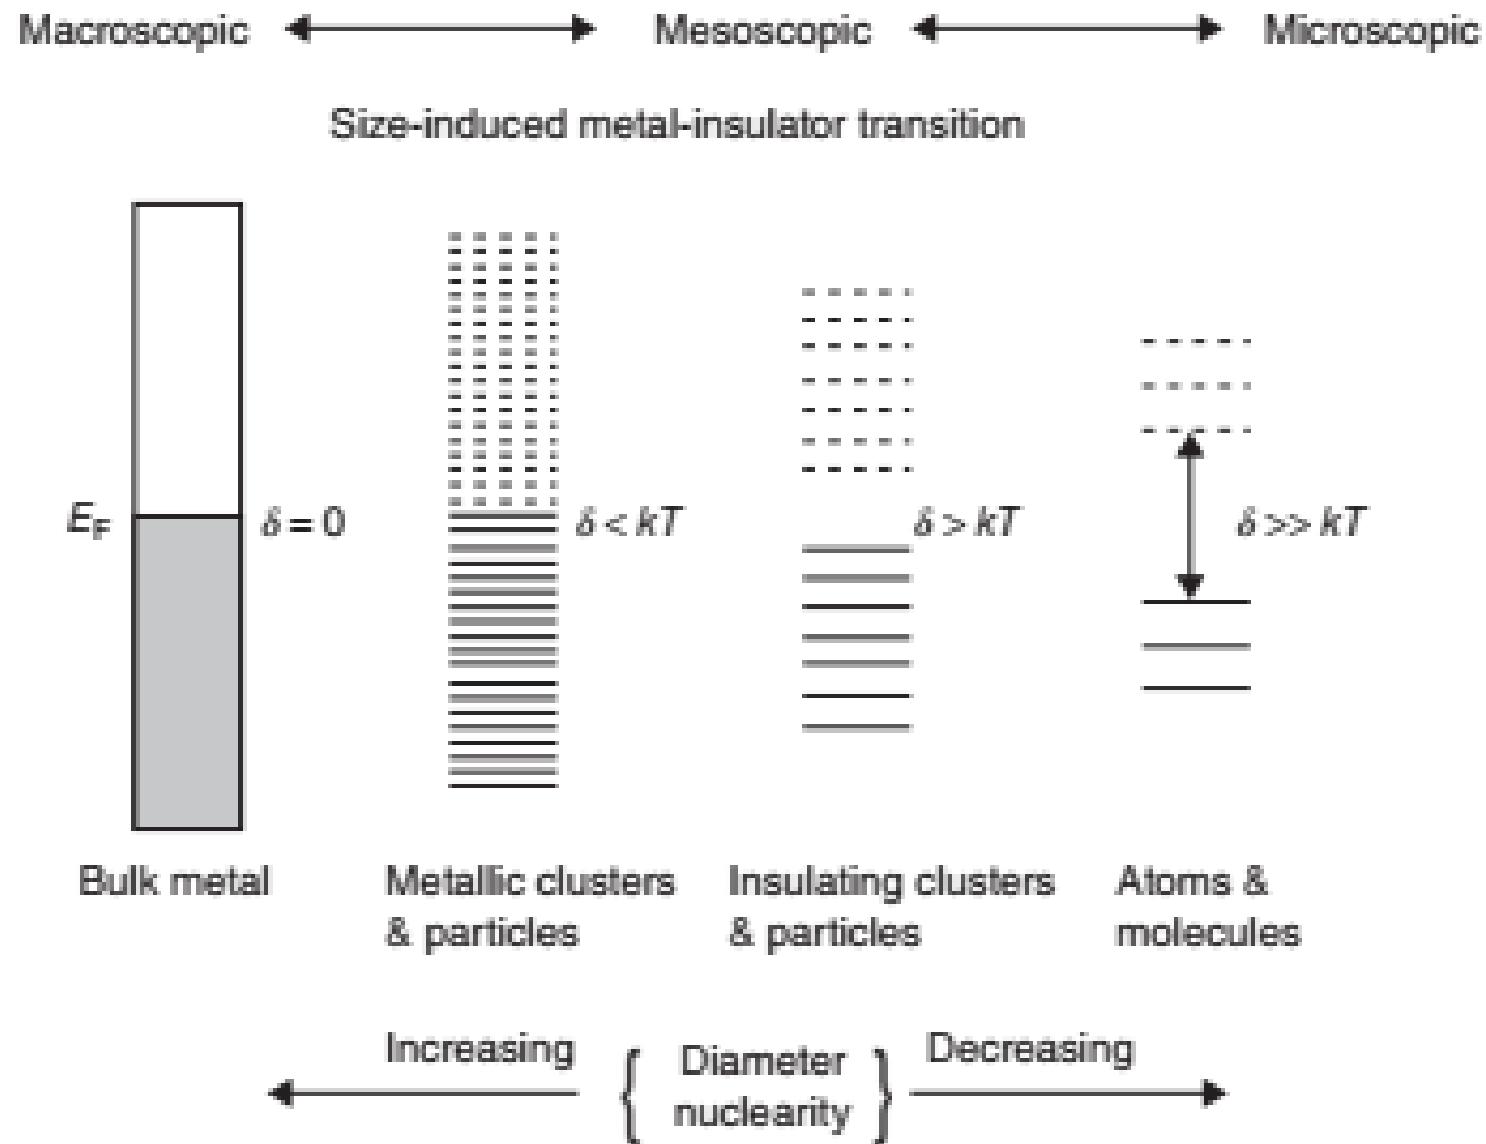 Macroscopic Mesoscopic Microscopic
Size-induced metal-insulator transition
E_F δ = 0 δ < kT δ > kT δ >> kT
Bulk metal Metallic clusters Insulating clusters Atoms &
& particles & particles molecules
Increasing { Diameter } Decreasing
nuclearity